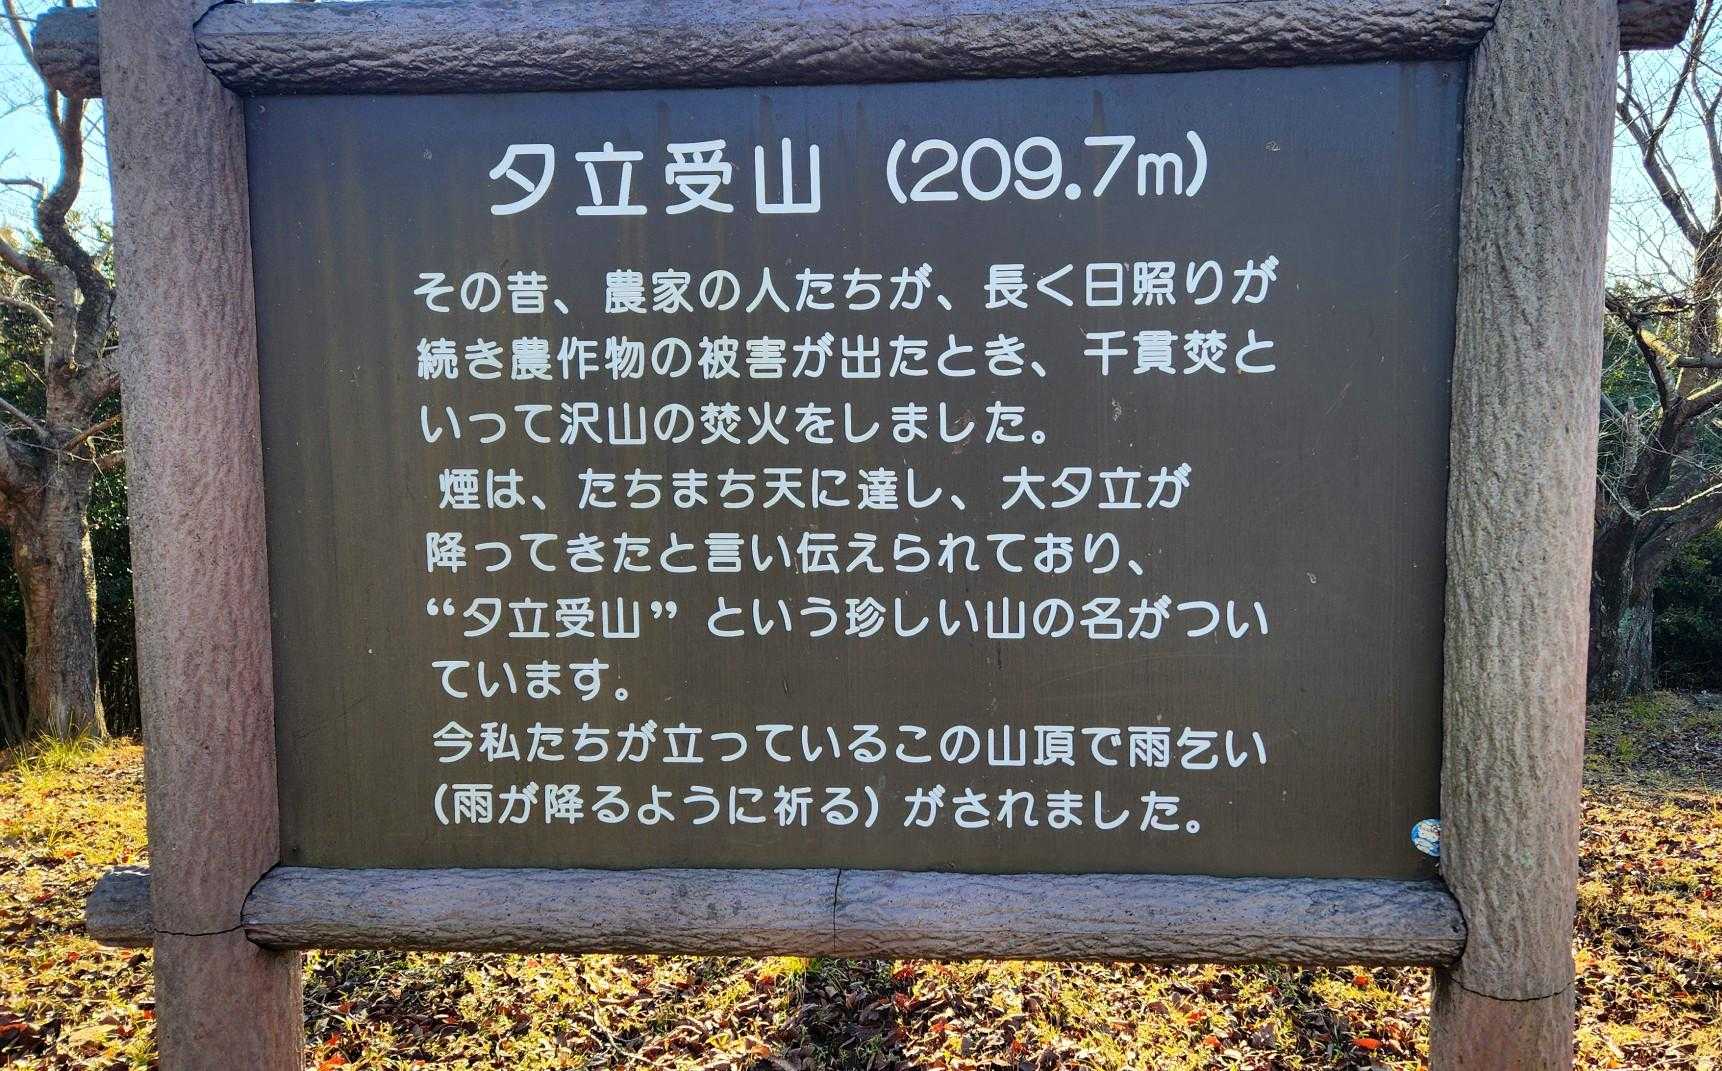 夕立受山 (209.7m)
その昔、農家の人たちが、長く日照りが
続き農作物の被害が出たとき、千貫焚と
いって沢山の焚火をしました。
煙は、たちまち天に達し、大夕立が
降ってきたと言い伝えられており、
“夕立受山” という珍しい山の名がつい
ています。
今私たちが立っているこの山頂で雨乞い
(雨が降るように祈る) がされました。